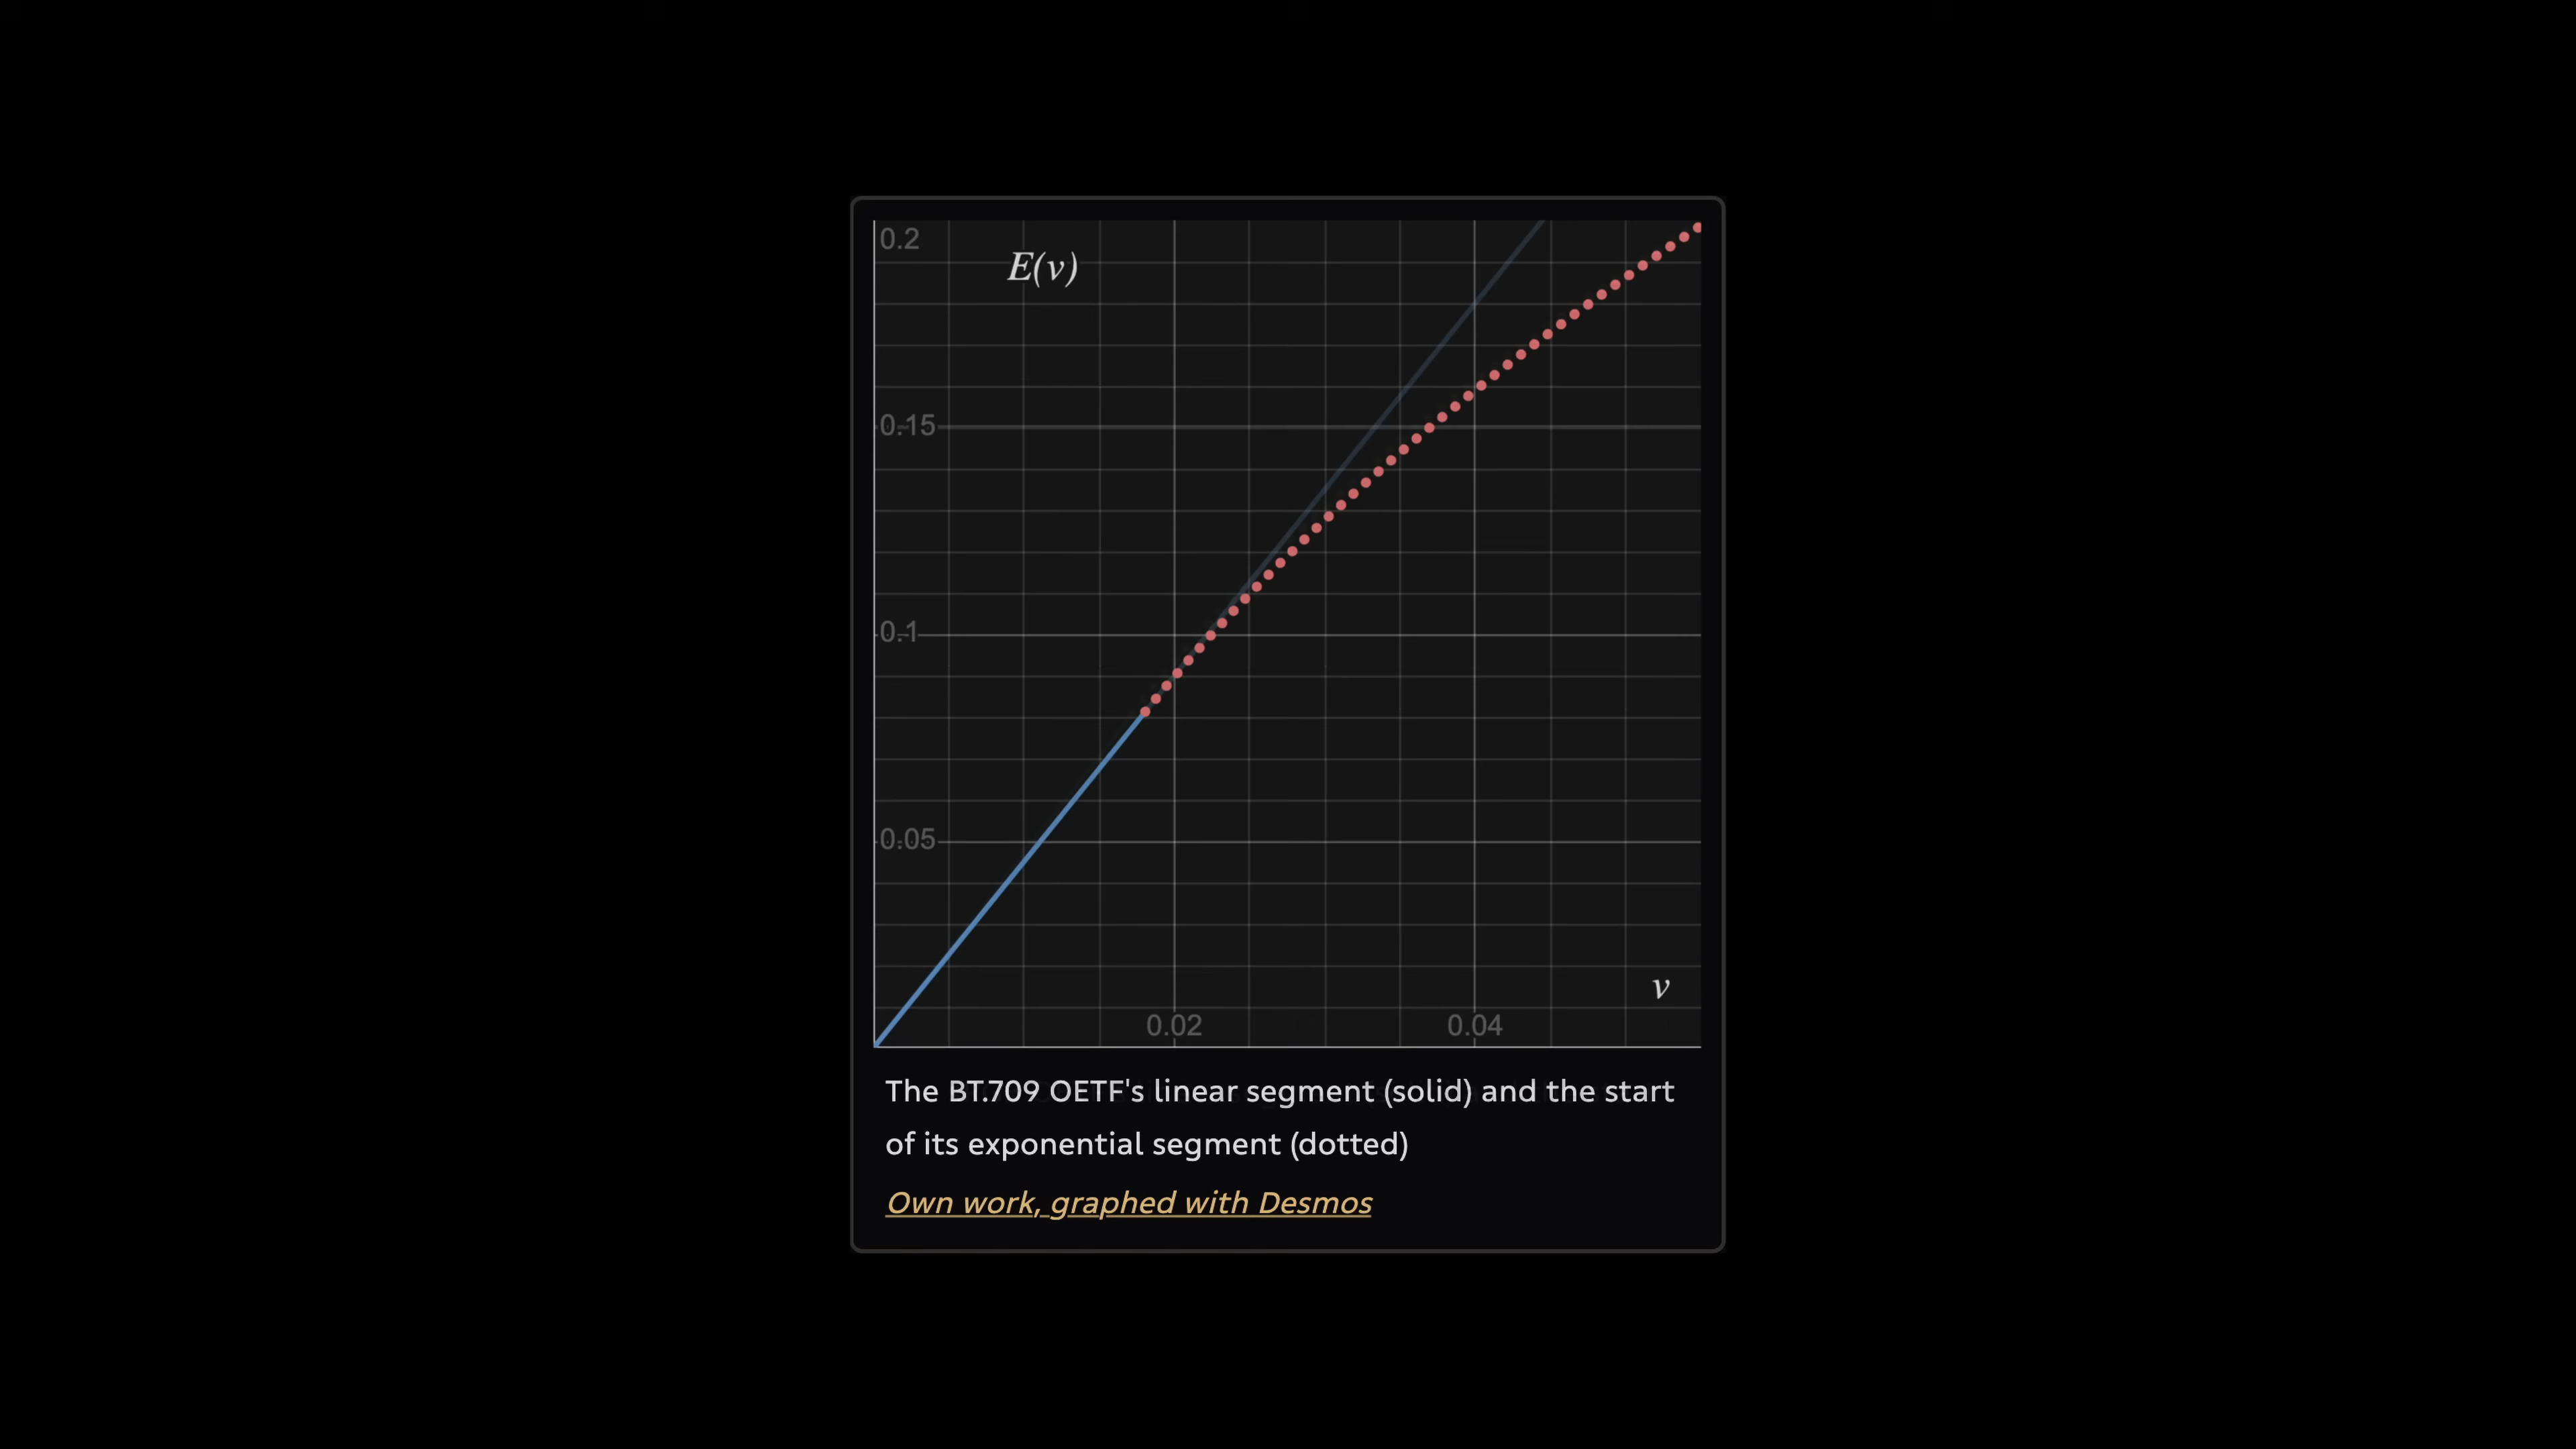 0.2
E(v)
0.15
0.1
0.05
v
0.02 0.04
The BT.709 OETF's linear segment (solid) and the start
of its exponential segment (dotted)
Own work, graphed with Desmos